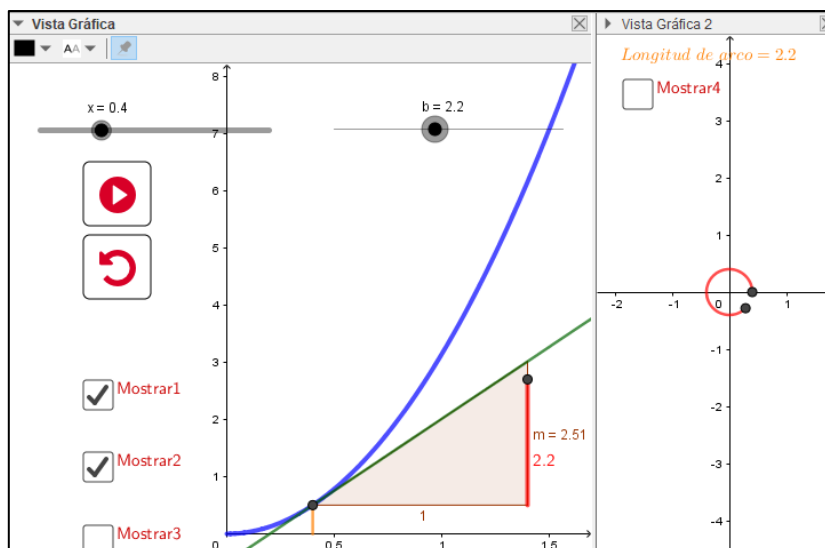 Vista Gráfica
Vista Gráfica 2
AA
Longitud de arco = 2.2
Mostrar4
x = 0.4
b = 2.2
8
7
6
5
4
3
2
1
0
0.5
1
1.5
m = 2.51
2.2
1
Mostrar1
Mostrar2
Mostrar3
4
3
2
1
-2
-1
0
1
-1
-2
-3
-4